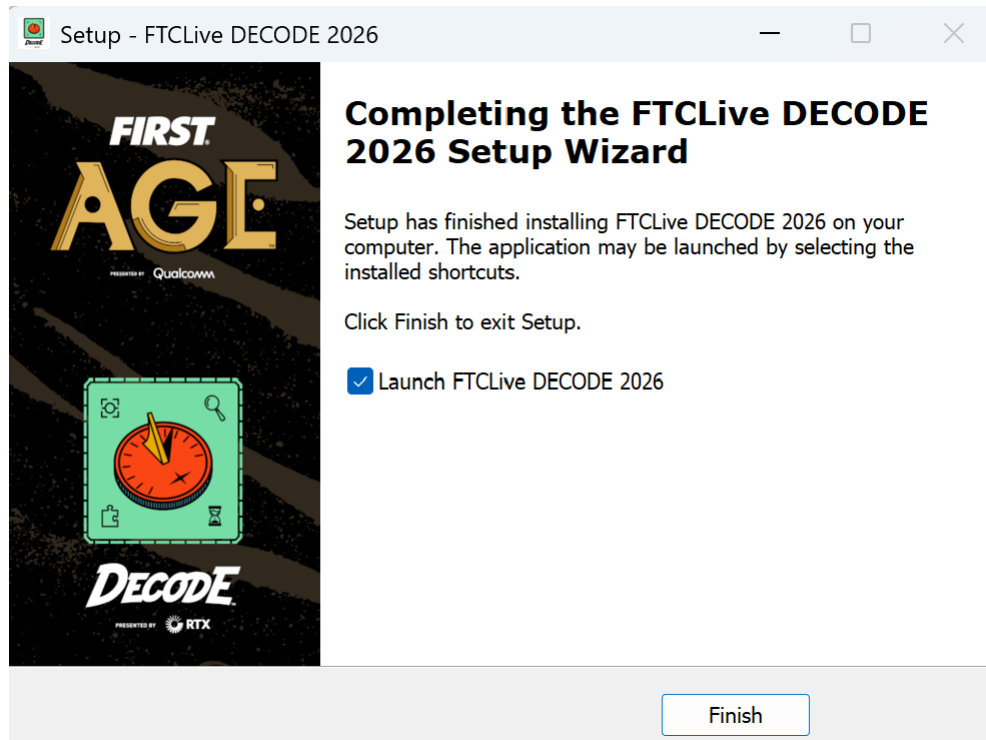 Setup - FTCLive DECODE 2026
FIRST®
AGE™
PRESENTED BY Qualcomm
DECODE™
PRESENTED BY RTX
Completing the FTCLive DECODE
2026 Setup Wizard
Setup has finished installing FTCLive DECODE 2026 on your
computer. The application may be launched by selecting the
installed shortcuts.
Click Finish to exit Setup.
Launch FTCLive DECODE 2026
Finish